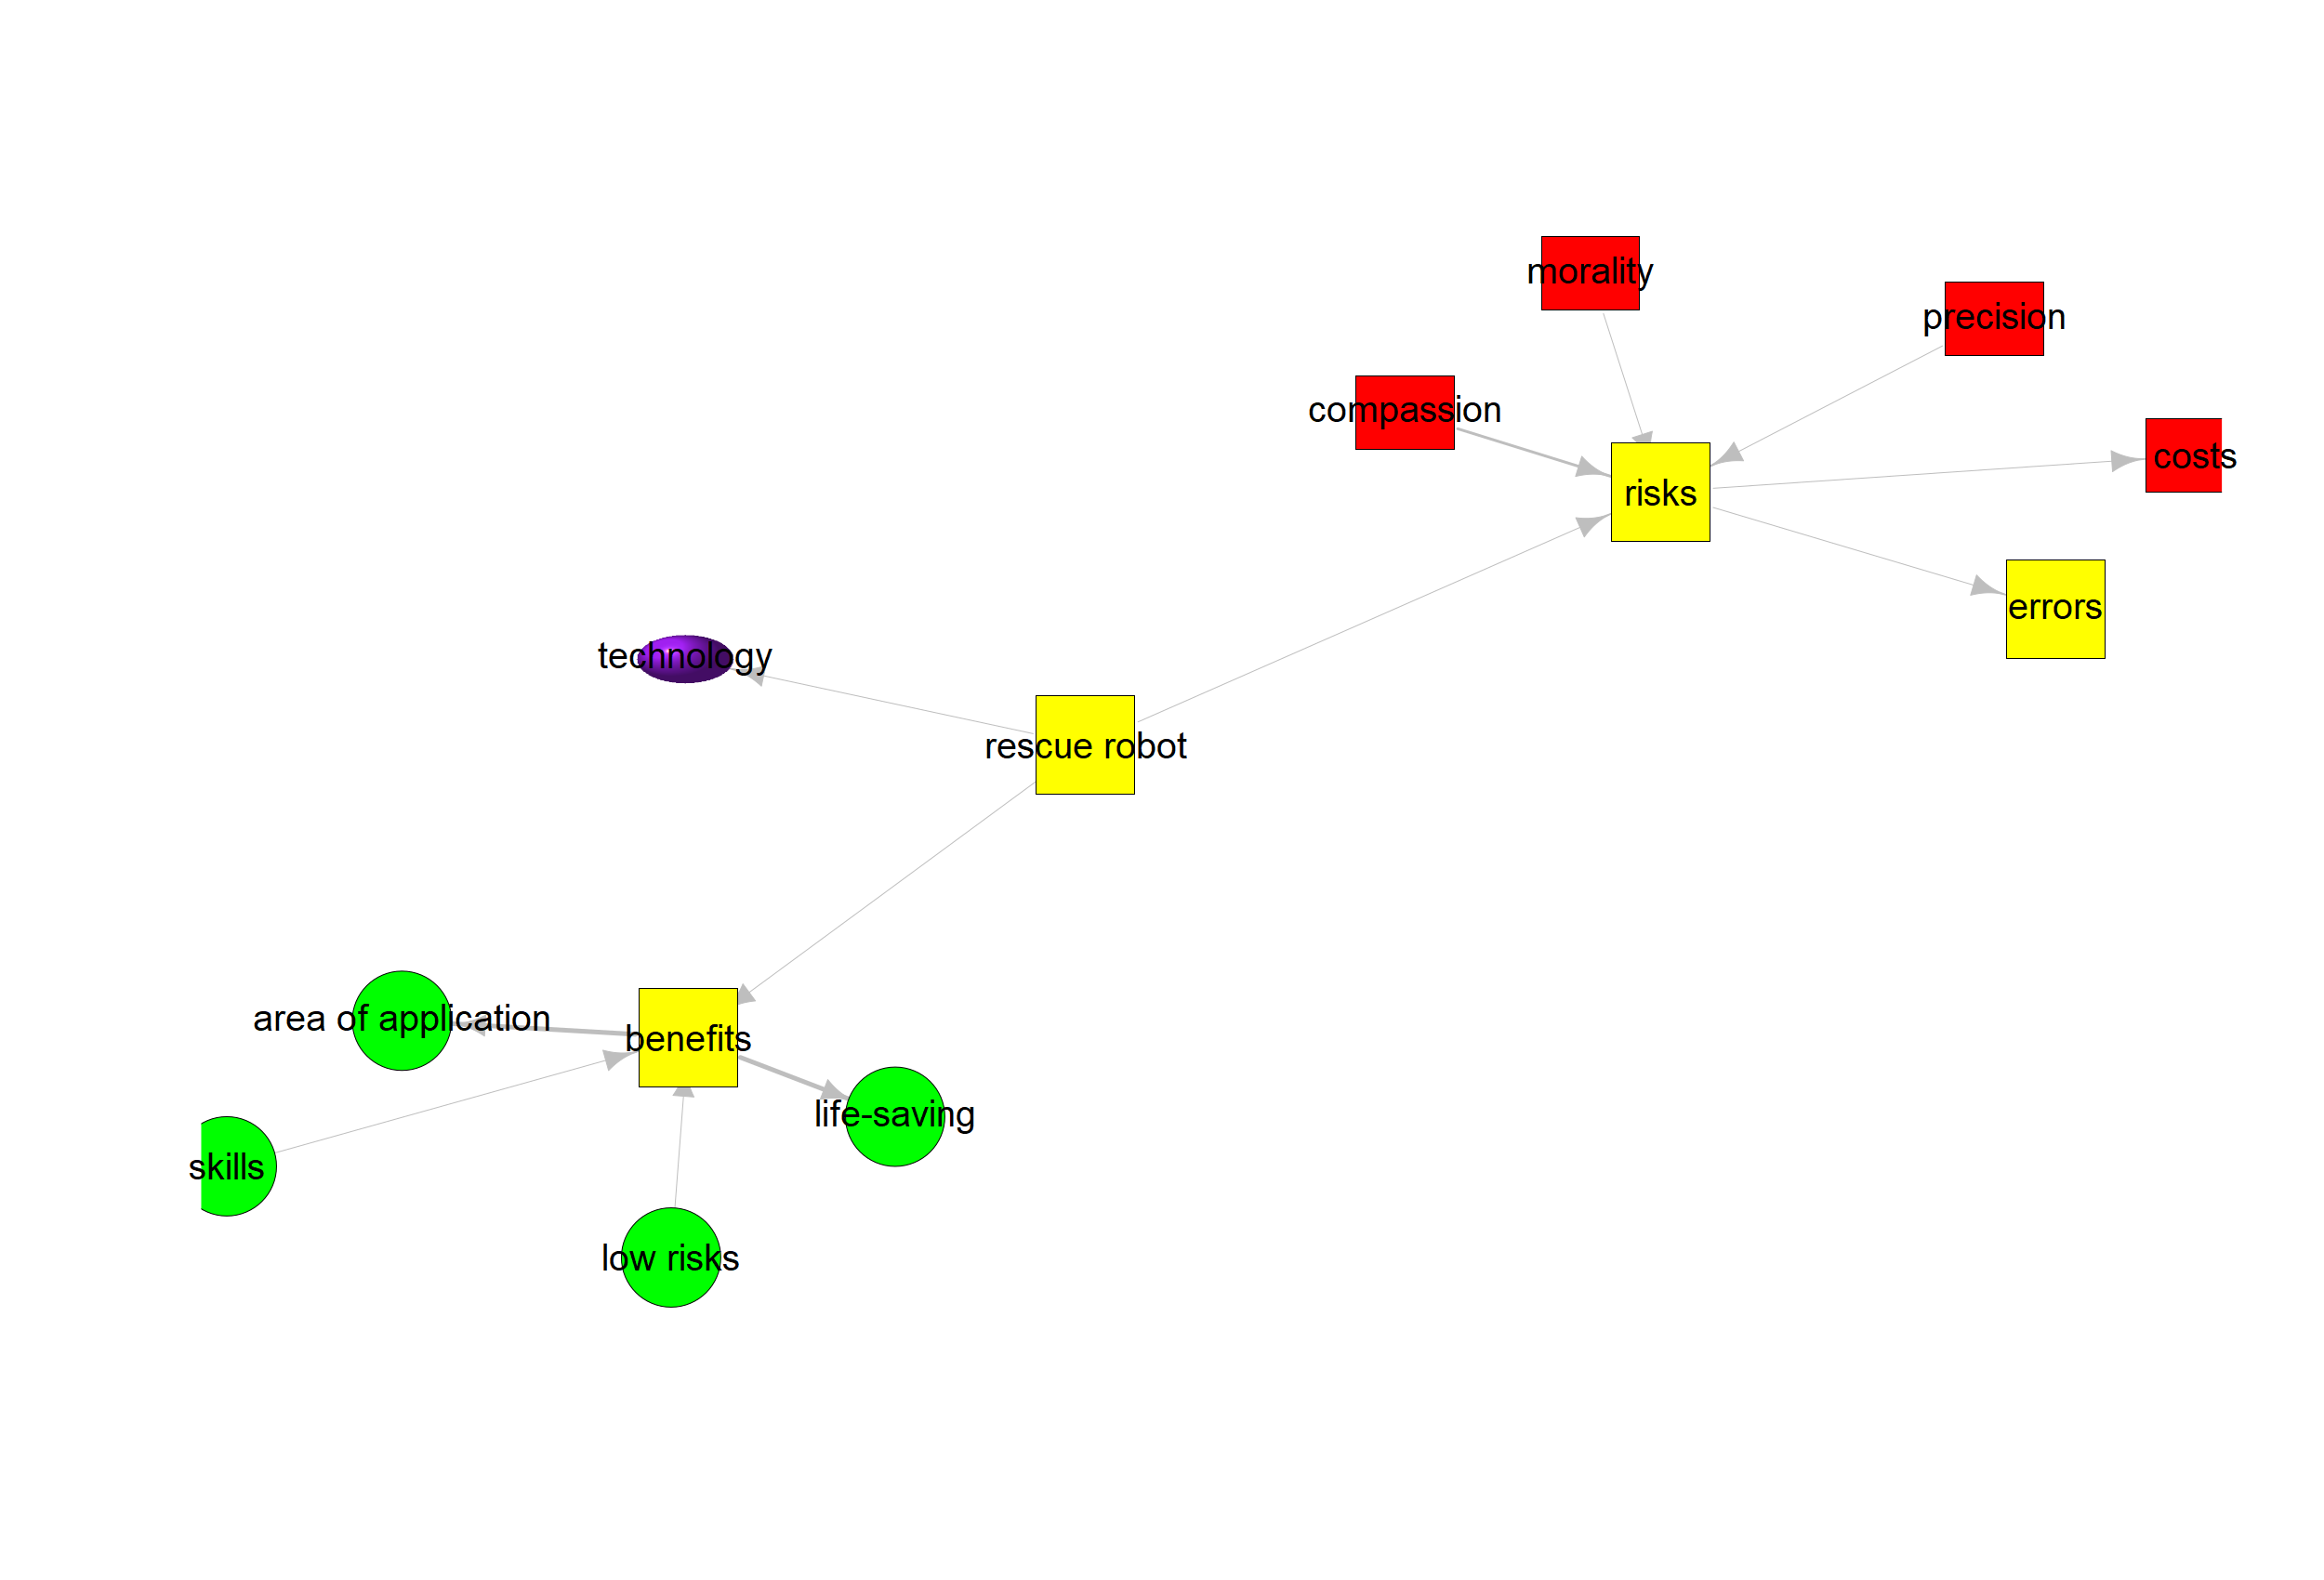 morality
precision
compassion
costs
risks
errors
technology
rescue robot
area of application
benefits
life-saving
skills
low risks